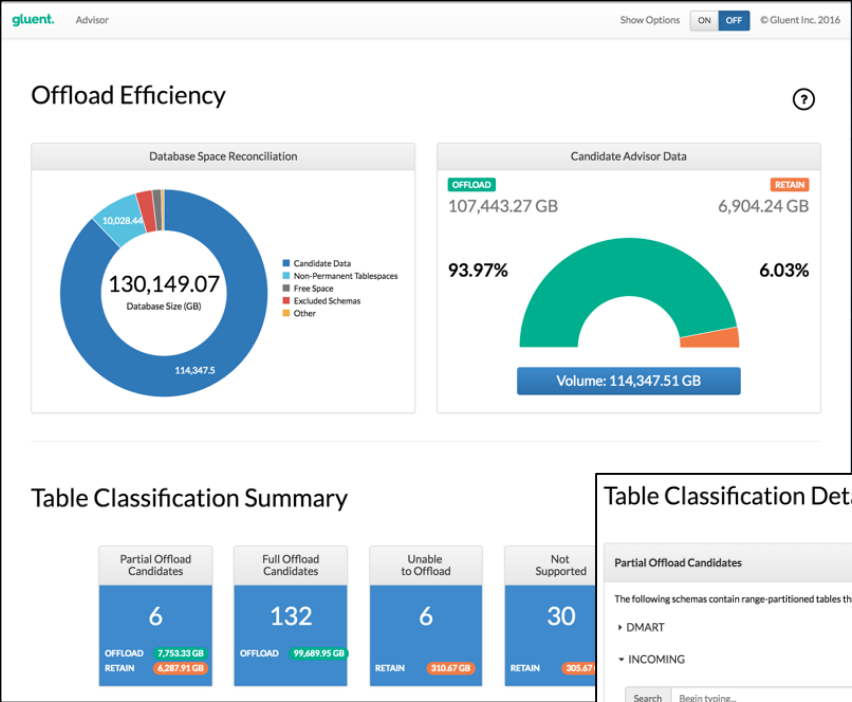 gluent. Advisor Show Options ON OFF © Gluent Inc. 2016
Offload Efficiency ?
Database Space Reconciliation
10,028.44
130,149.07
Database Size (GB)
114,347.5
Candidate Data
Non-Permanent Tablespaces
Free Space
Excluded Schemas
Other
Candidate Advisor Data
OFFLOAD RETAIN
107,443.27 GB 6,904.24 GB
93.97% 6.03%
Volume: 114,347.51 GB
Table Classification Summary
Partial Offload
Candidates
6
OFFLOAD 7,753.33 GB
RETAIN 6,287.91 GB
Full Offload
Candidates
132
OFFLOAD 99,689.95 GB
Unable
to Offload
6
RETAIN 310.67 GB
Not
Supported
30
RETAIN 305.67
Table Classification Det
Partial Offload Candidates
The following schemas contain range-partitioned tables th
DMART
INCOMING
Search Begin typing...